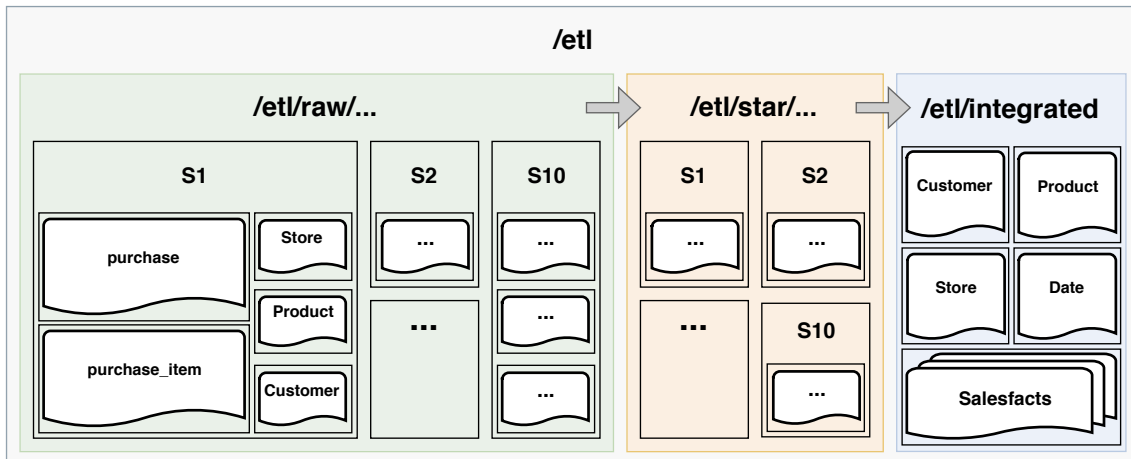 /etl
/etl/raw/...
S1
purchase
purchase_item
Store
Product
Customer
S2
...
...
S10
...
...
...
/etl/star/...
S1
...
...
S2
...
S10
...
/etl/integrated
Customer
Product
Store
Date
Salesfacts